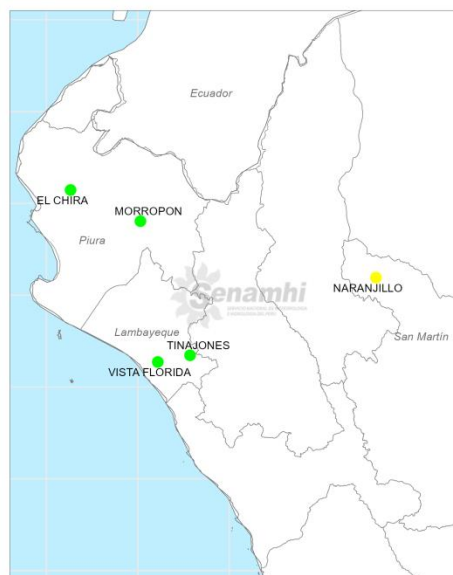 Ecuador
EL CHIRA
MORROPON
Piura
Senamhi
NARANJILLO
Lambayeque
San Martín
TINAJONES
VISTA FLORIDA